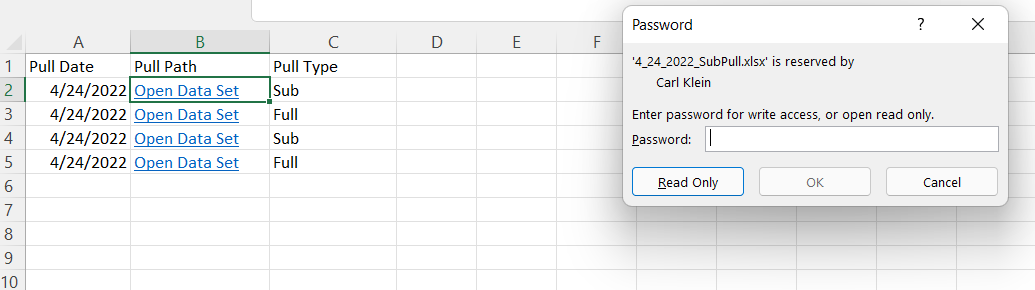 A B C D E F
1 Pull Date Pull Path Pull Type
2 4/24/2022 Open Data Set Sub
3 4/24/2022 Open Data Set Full
4 4/24/2022 Open Data Set Sub
5 4/24/2022 Open Data Set Full
6
7
8
9
10
Password ?
'4_24_2022_SubPull.xlsx' is reserved by
Carl Klein
Enter password for write access, or open read only.
Password:
Read Only OK Cancel